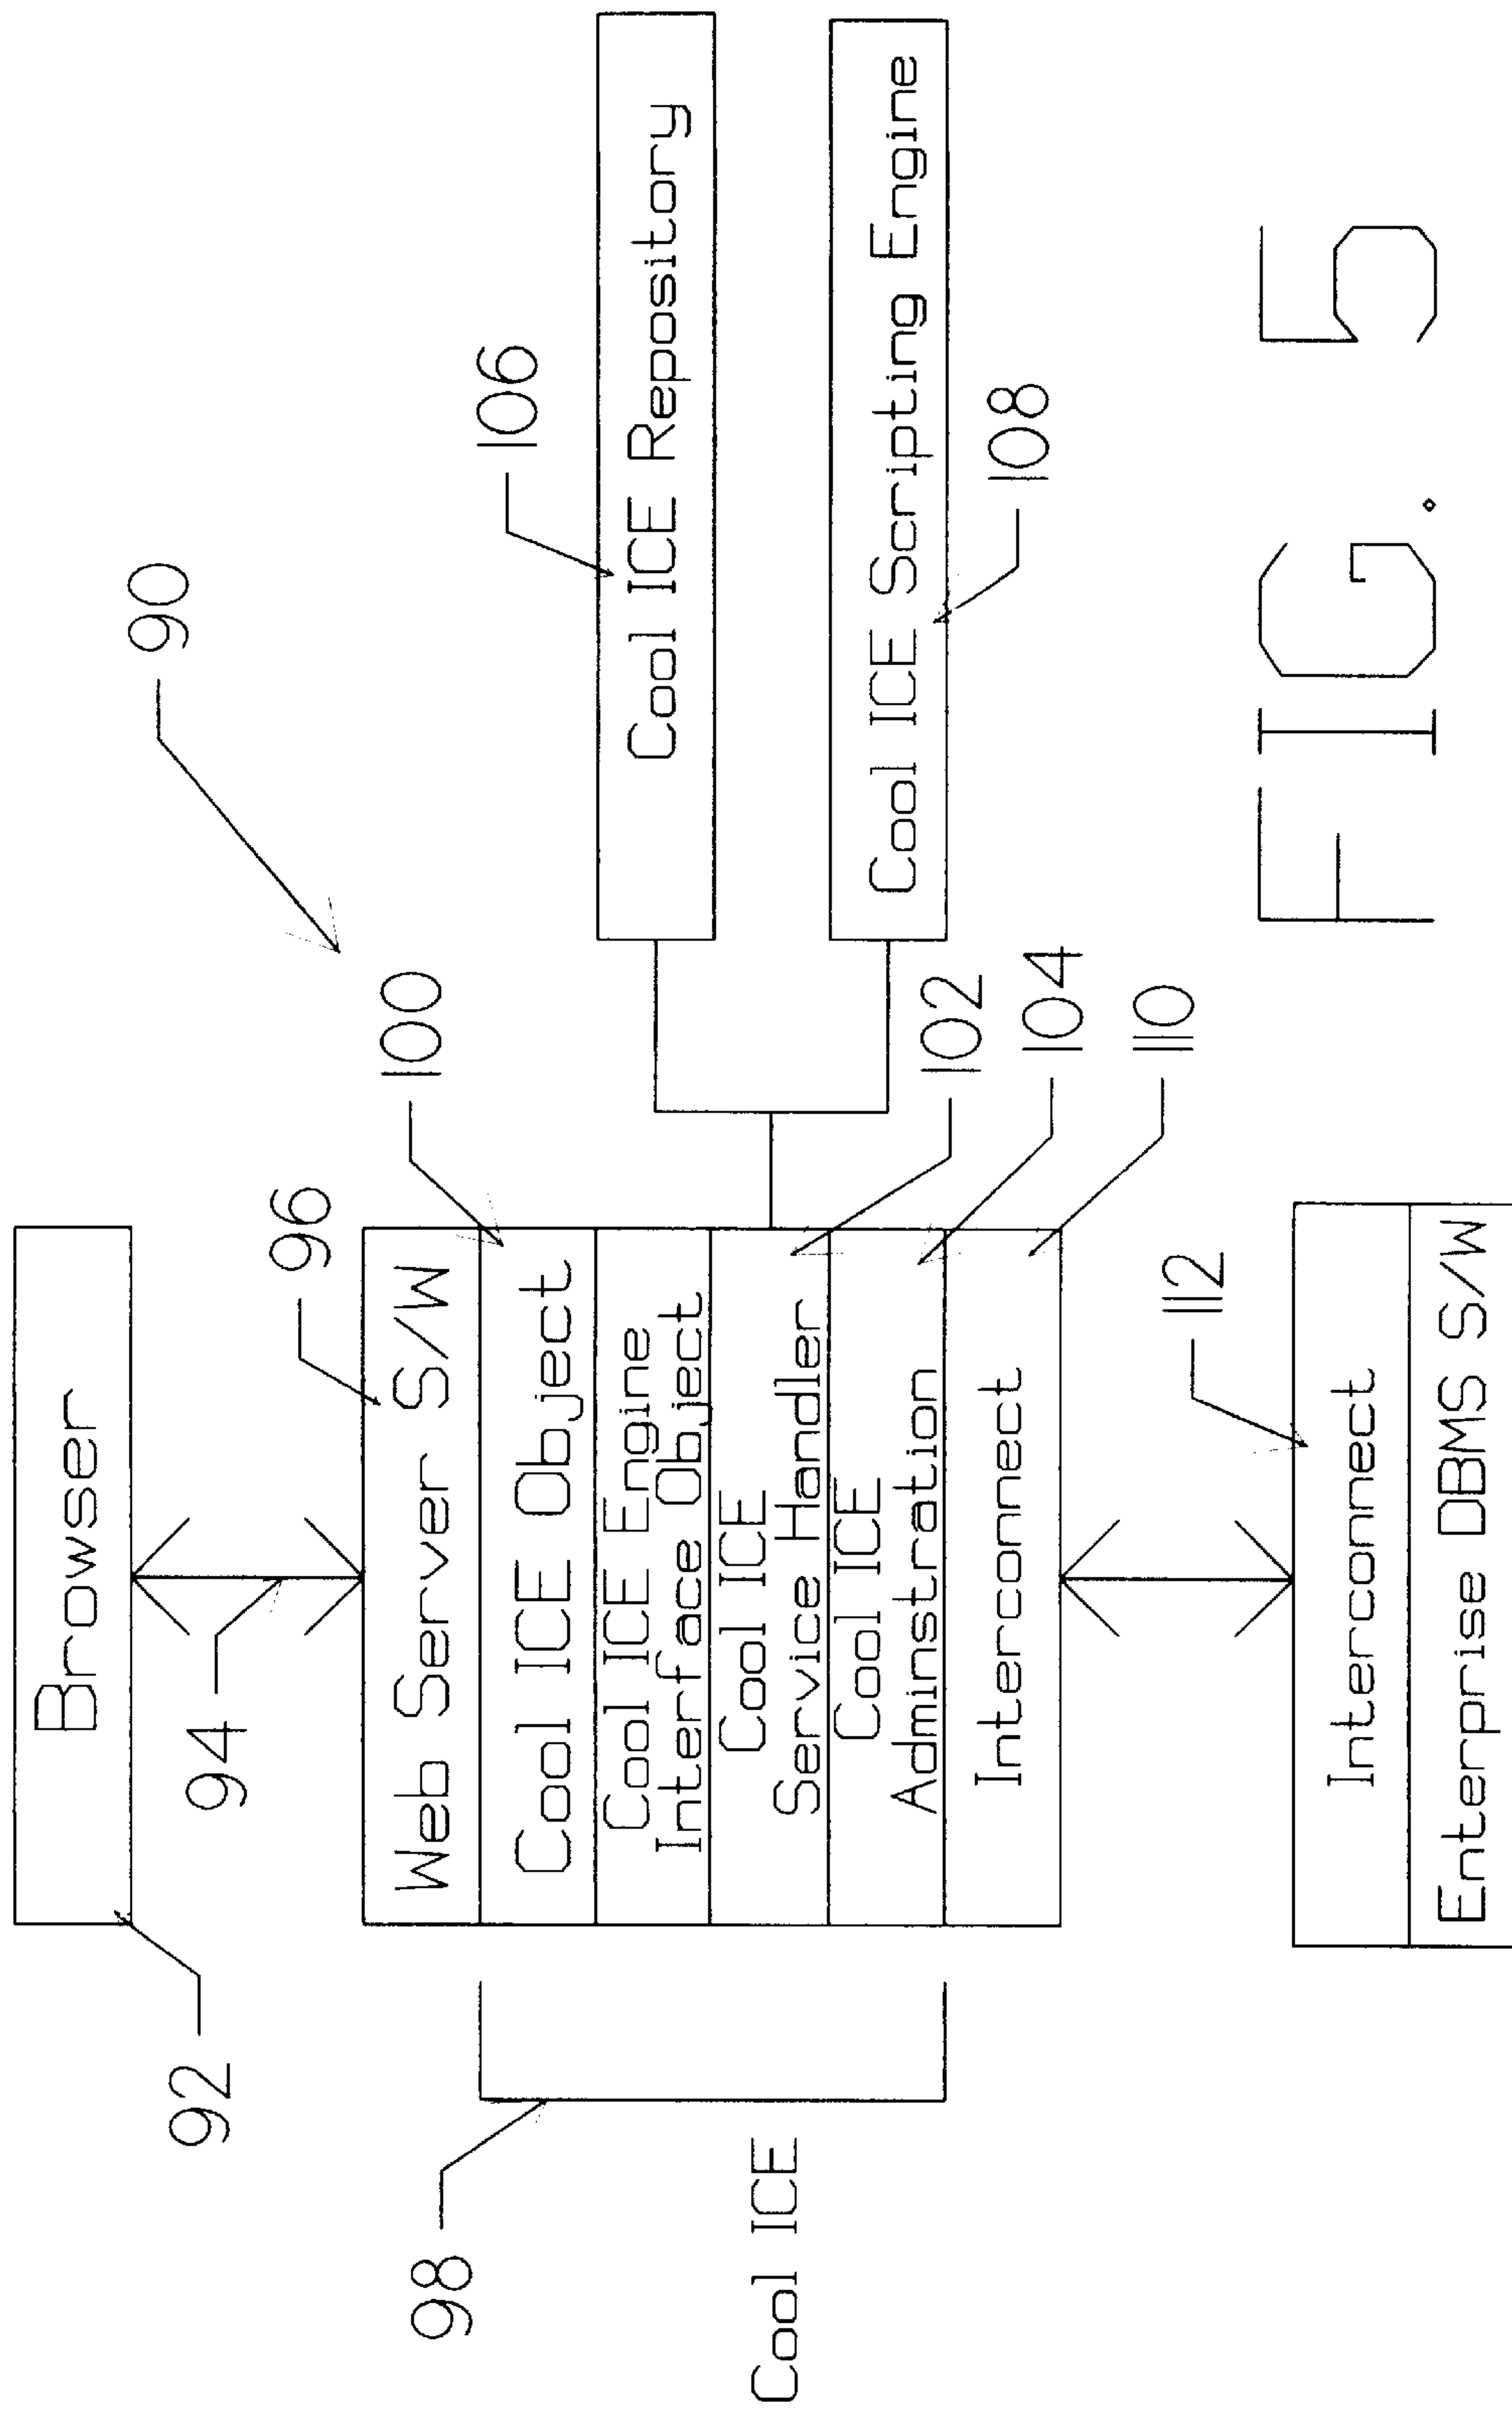 Browser
92
94
96
Web Server S/W
90
98
Cool ICE
Cool ICE Object
100
Cool ICE Engine
Interface Object
Cool ICE
Service Handler
102
Cool ICE
Adminstration
104
Interconnect
110
106
Cool ICE Repository
Cool ICE Scripting Engine
108
112
Interconnect
Enterprise DBMS S/W
FIG. 5